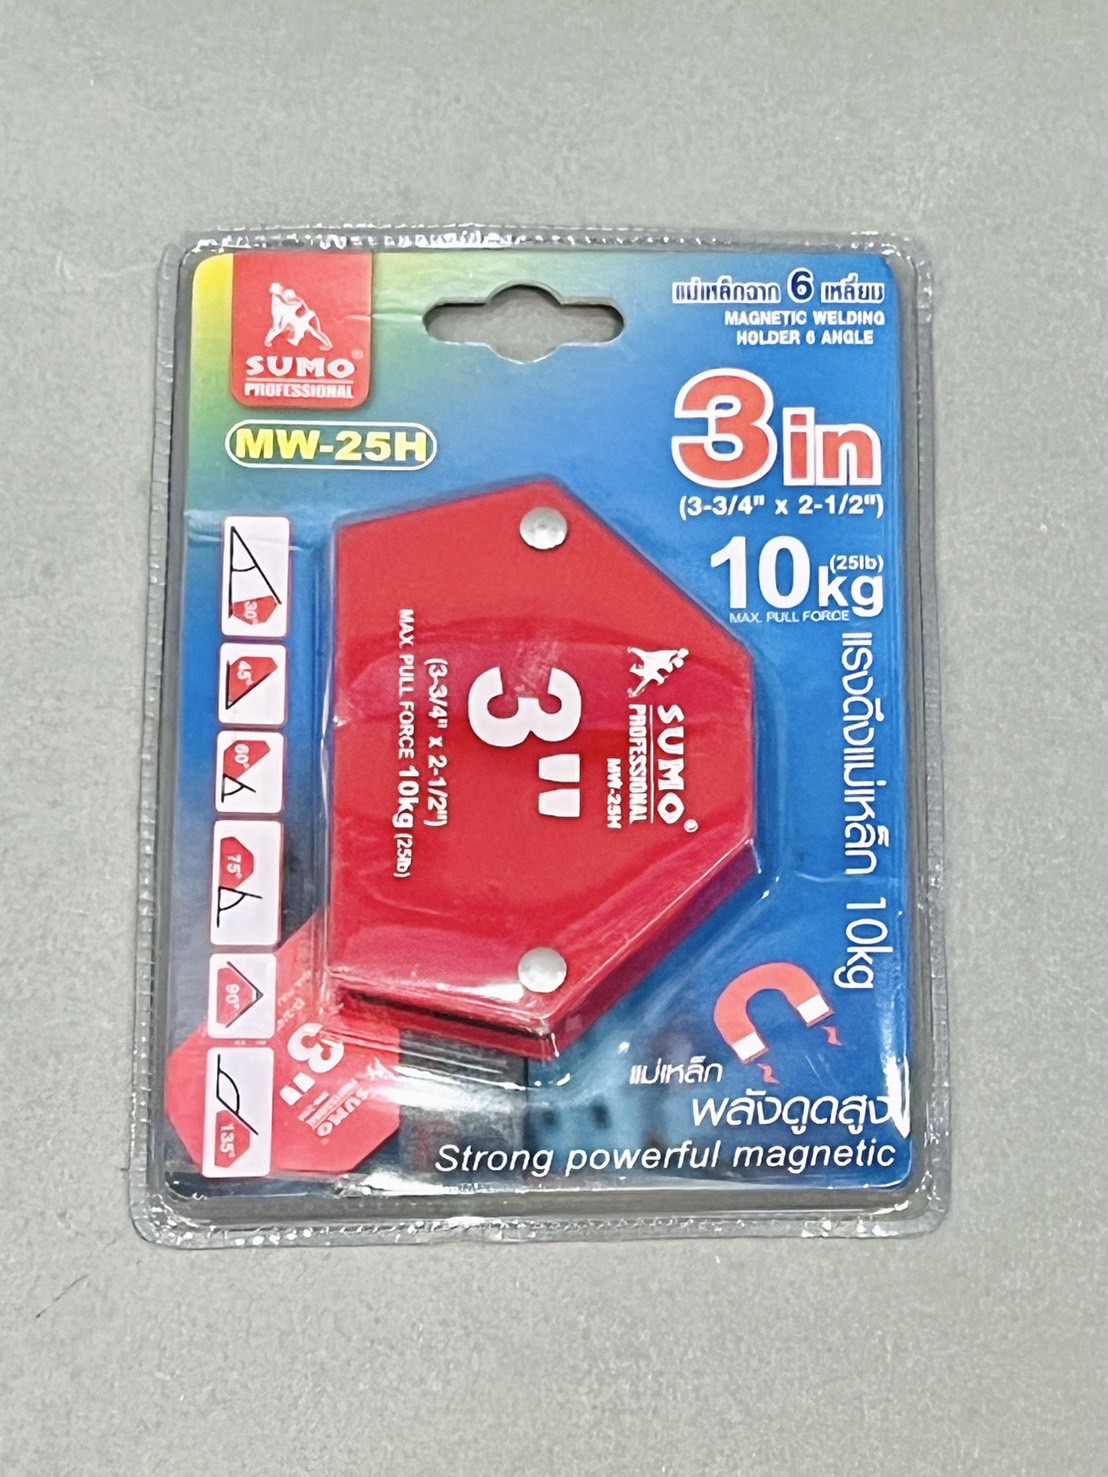 SUMO®
PROFESSIONAL
MW-25H
แม่เหล็กฉาก 6 เหลี่ยม
MAGNETIC WELDING
HOLDER 6 ANGLE
3in
(3-3/4" x 2-1/2")
10kg (25lb)
MAX. PULL FORCE
แรงดึงแม่เหล็ก 10kg
30°
45°
60°
75°
90°
135°
SUMO®
PROFESSIONAL
MW-25H
3"
(3-3/4" x 2-1/2")
MAX. PULL FORCE 10kg (25lb)
3"
SUMO
แม่เหล็ก
พลังดูดสูง
Strong powerful magnetic